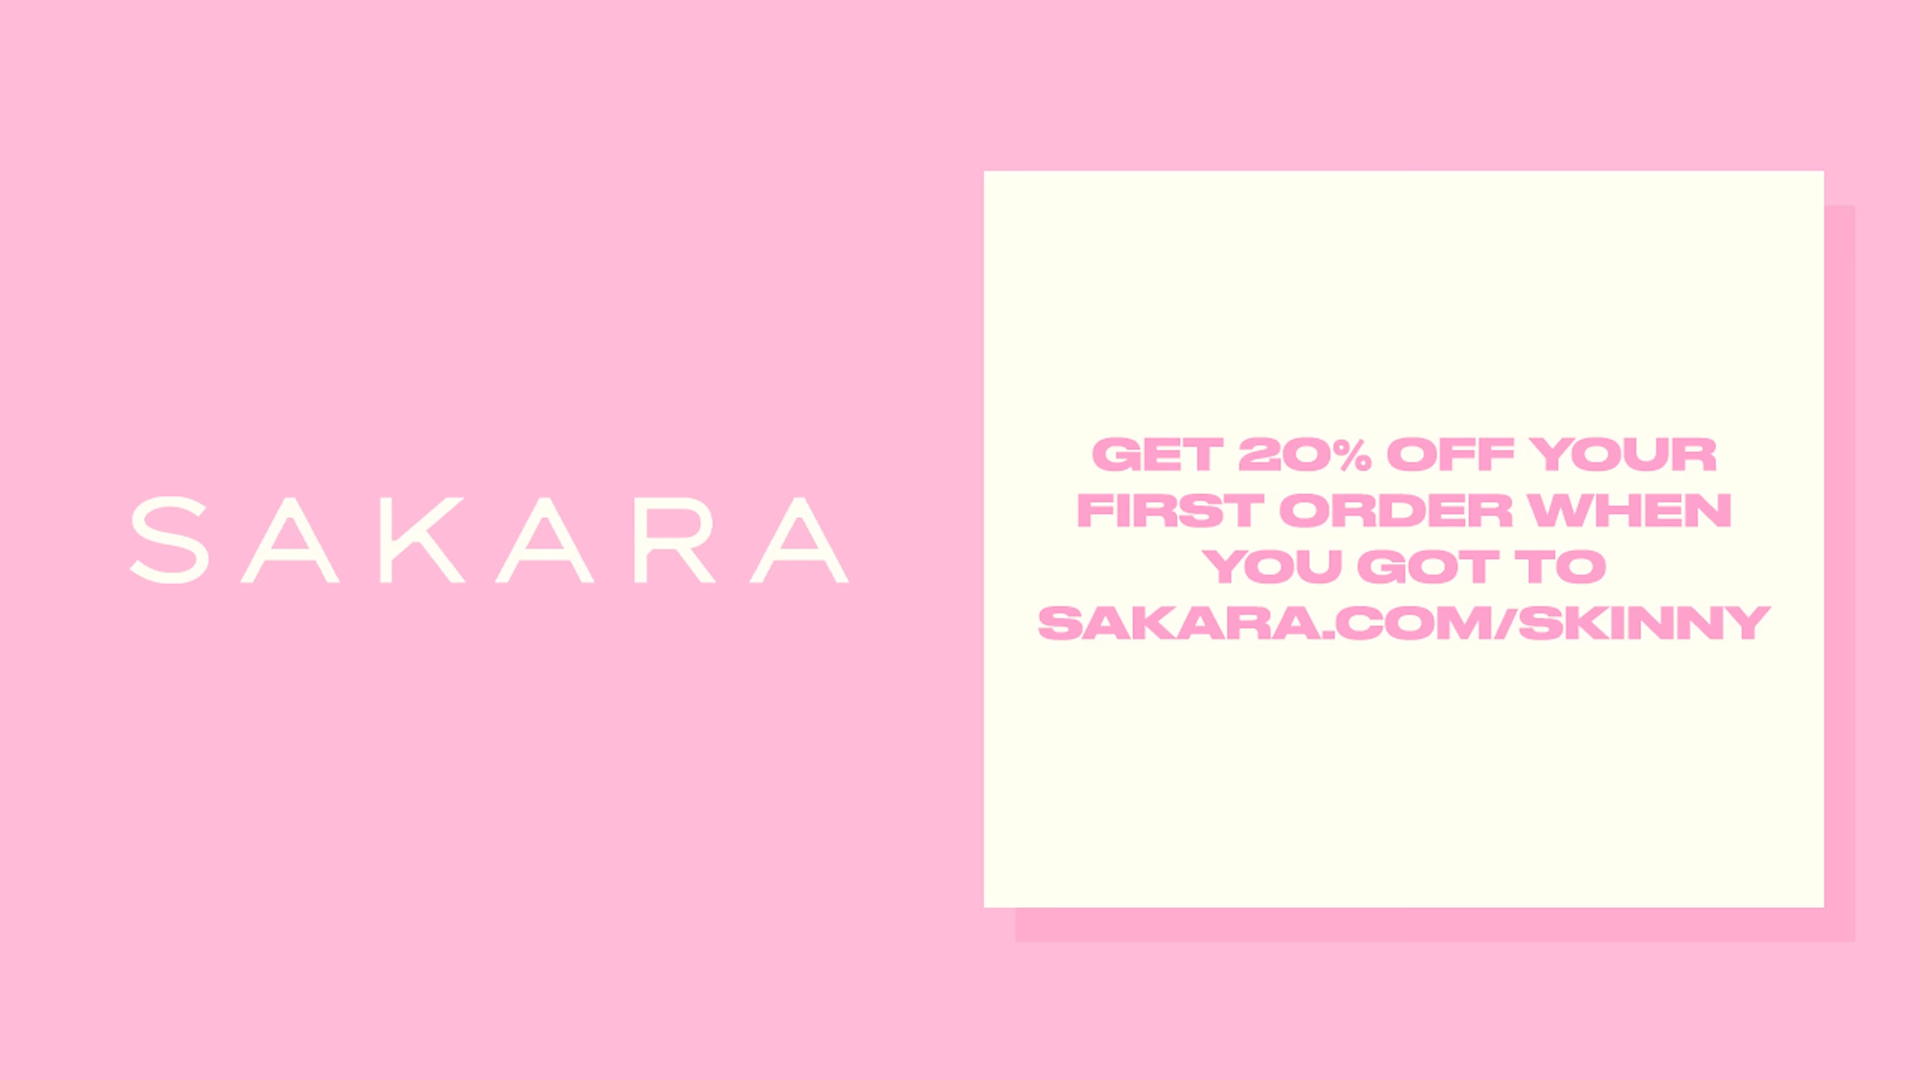 SAKARA
GET 20% OFF YOUR
FIRST ORDER WHEN
YOU GOT TO
SAKARA.COM/SKINNY